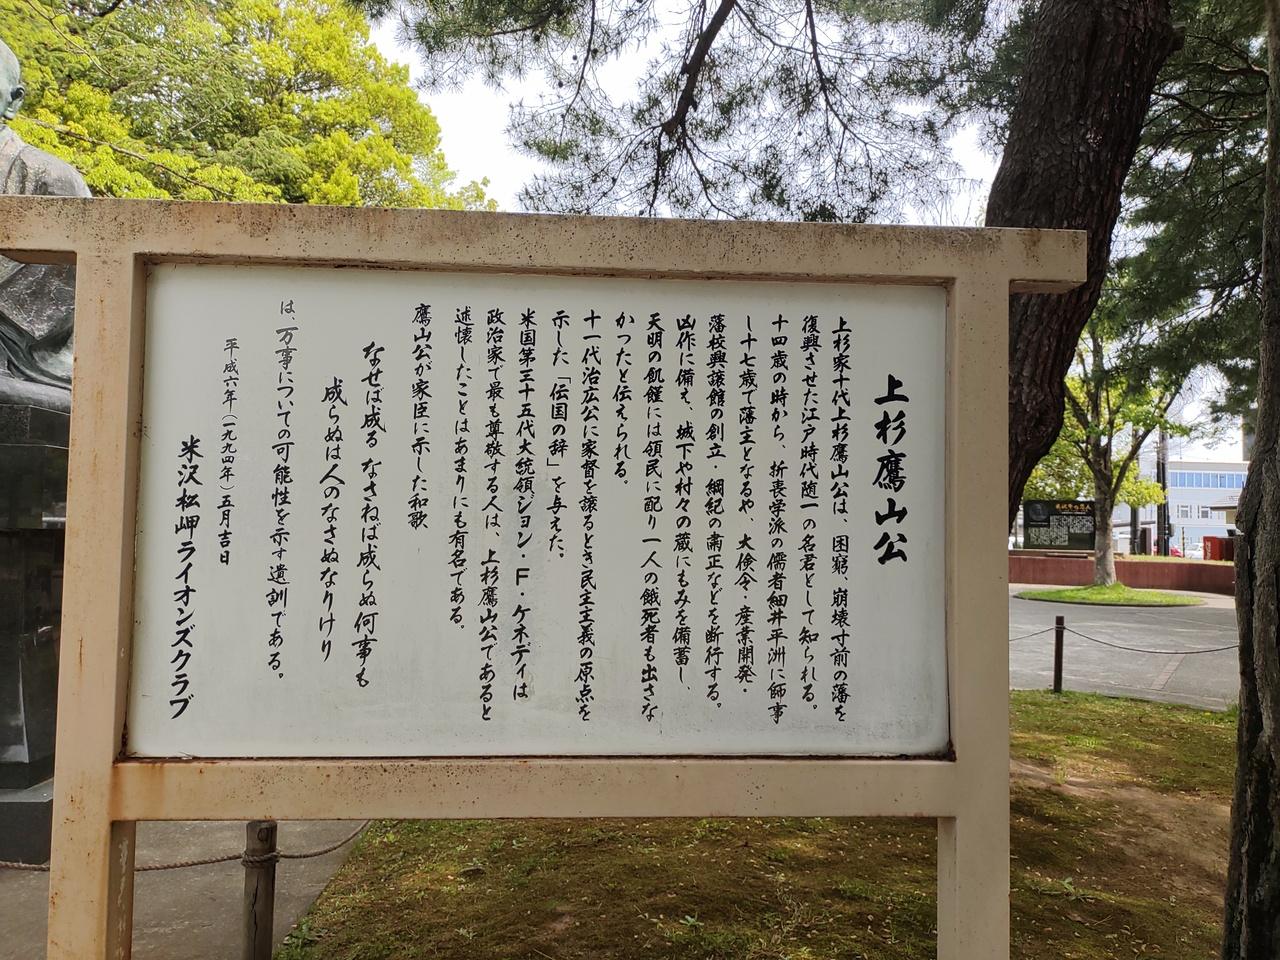 上杉鷹山公
上杉家十代上杉鷹山公は、困窮、崩壊寸前の藩を
復興させた江戸時代随一の名君として知られる。
十四歳の時から、折衷学派の儒者細井平洲に師事
し十七歳で藩主となるや、大倹令・産業開発・
藩校興譲館の創立・綱紀の粛正などを断行する。
凶作に備え、城下や村々の蔵にもみを備蓄し、
天明の飢饉には領民に配り一人の餓死者も出さな
かったと伝えられる。
十一代治広公に家督を譲るとき民主主義の原点を
示した「伝国の辞」を与えた。
米国第三十五代大統領ジョン・F・ケネディは
政治家で最も尊敬する人は、上杉鷹山公であると
述懐したことはあまりにも有名である。
鷹山公が家臣に示した和歌
なせば成る なさねば成らぬ何事も
成らぬは人のなさぬなりけり
は、万事についての可能性を示す遺訓である。
平成六年(一九九四年)五月吉日
米沢松岬ライオンズクラブ